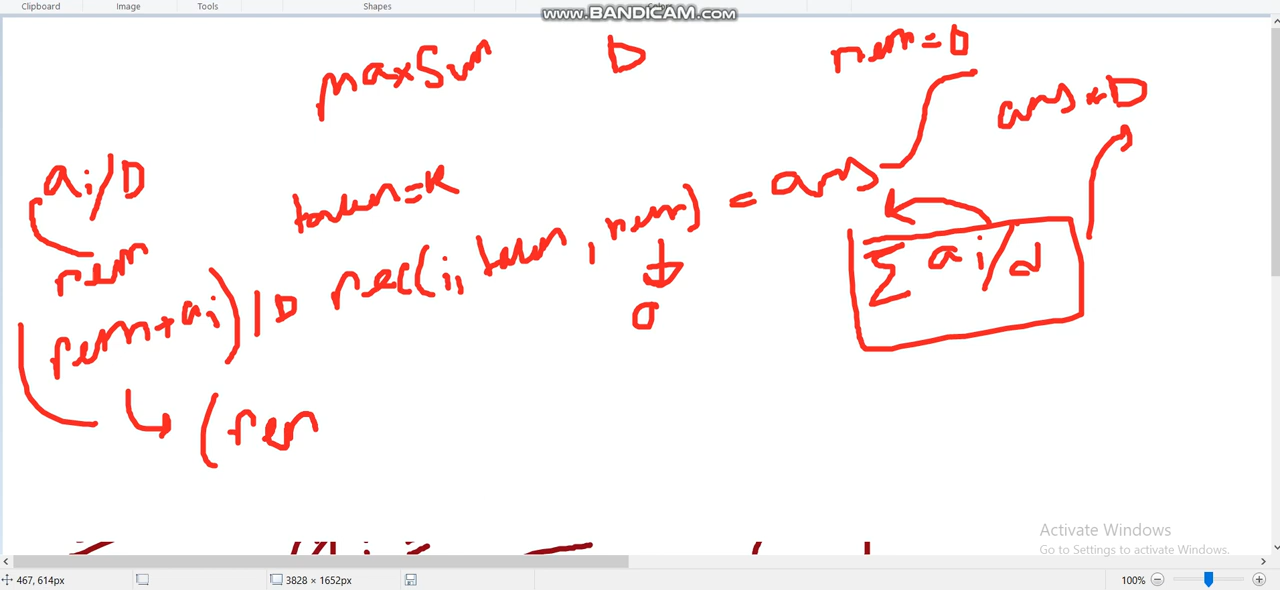 Clipboard
Image
Tools
Shapes
WWW.BANDICAM.COM
maxSum
D
rem = D
ans * D
ai/D
taken = K
rem
rec(i, taken, rem) = ans
0
Σ ai/d
(rem + ai) / D
(rem
Activate Windows
Go to Settings to activate Windows.
467, 614px
3828 × 1652px
100%